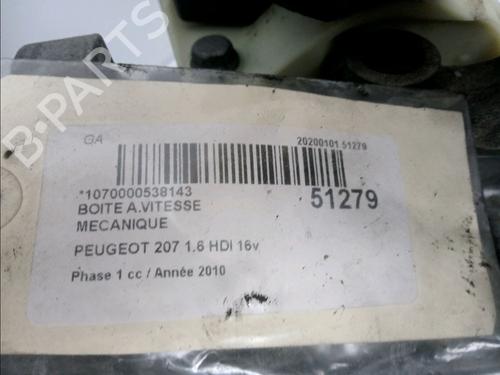 GA
20200101 51279
*1070000538143
51279
BOITE A.VITESSE
MECANIQUE
PEUGEOT 207 1.6 HDI 16v
Phase 1 cc / Année 2010
B-PARTS